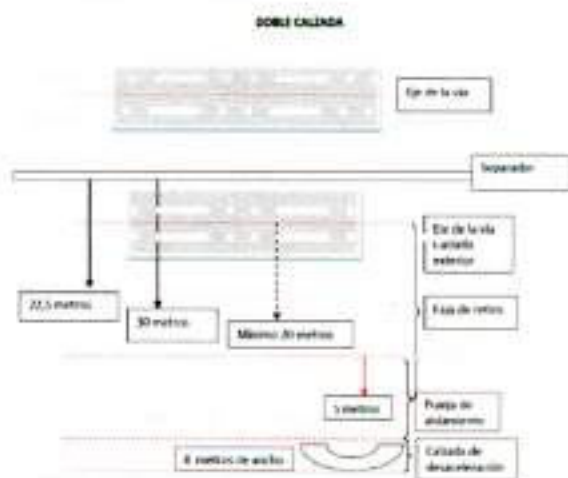 DOBLE CALZADA
Eje de la vía
Separador
Eje de la vía
Calzada
exterior
22,5 metros
30 metros
Mínimo 20 metros
Faja de retiro
5 metros
Franja de
aislamiento
8 metros de ancho
Calzada de
desaceleración